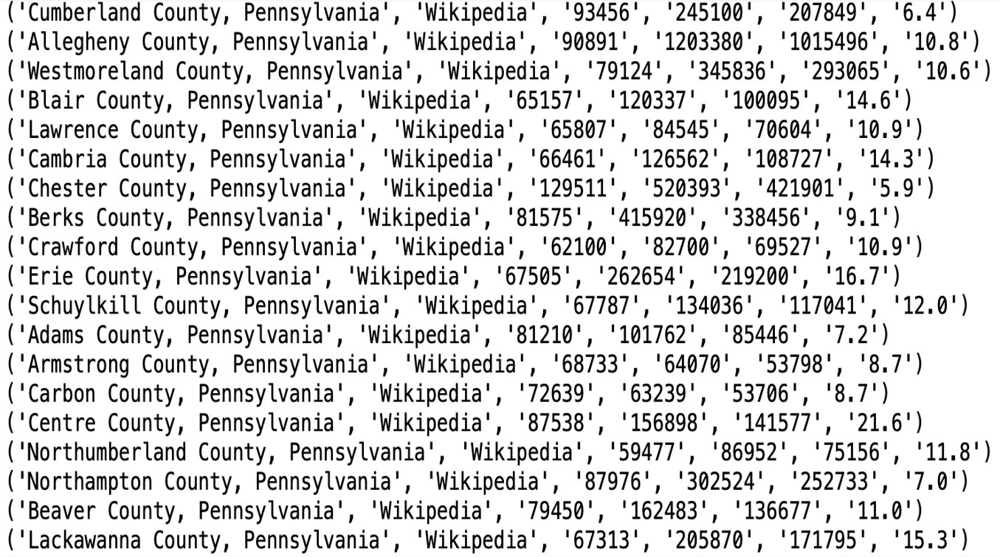 ('Cumberland County, Pennsylvania', 'Wikipedia', '93456', '245100', '207849', '6.4')
('Allegheny County, Pennsylvania', 'Wikipedia', '90891', '1203380', '1015496', '10.8')
('Westmoreland County, Pennsylvania', 'Wikipedia', '79124', '345836', '293065', '10.6')
('Blair County, Pennsylvania', 'Wikipedia', '65157', '120337', '100095', '14.6')
('Lawrence County, Pennsylvania', 'Wikipedia', '65807', '84545', '70604', '10.9')
('Cambria County, Pennsylvania', 'Wikipedia', '66461', '126562', '108727', '14.3')
('Chester County, Pennsylvania', 'Wikipedia', '129511', '520393', '421901', '5.9')
('Berks County, Pennsylvania', 'Wikipedia', '81575', '415920', '338456', '9.1')
('Crawford County, Pennsylvania', 'Wikipedia', '62100', '82700', '69527', '10.9')
('Erie County, Pennsylvania', 'Wikipedia', '67505', '262654', '219200', '16.7')
('Schuylkill County, Pennsylvania', 'Wikipedia', '67787', '134036', '117041', '12.0')
('Adams County, Pennsylvania', 'Wikipedia', '81210', '101762', '85446', '7.2')
('Armstrong County, Pennsylvania', 'Wikipedia', '68733', '64070', '53798', '8.7')
('Carbon County, Pennsylvania', 'Wikipedia', '72639', '63239', '53706', '8.7')
('Centre County, Pennsylvania', 'Wikipedia', '87538', '156898', '141577', '21.6')
('Northumberland County, Pennsylvania', 'Wikipedia', '59477', '86952', '75156', '11.8')
('Northampton County, Pennsylvania', 'Wikipedia', '87976', '302524', '252733', '7.0')
('Beaver County, Pennsylvania', 'Wikipedia', '79450', '162483', '136677', '11.0')
('Lackawanna County, Pennsylvania', 'Wikipedia', '67313', '205870', '171795', '15.3')